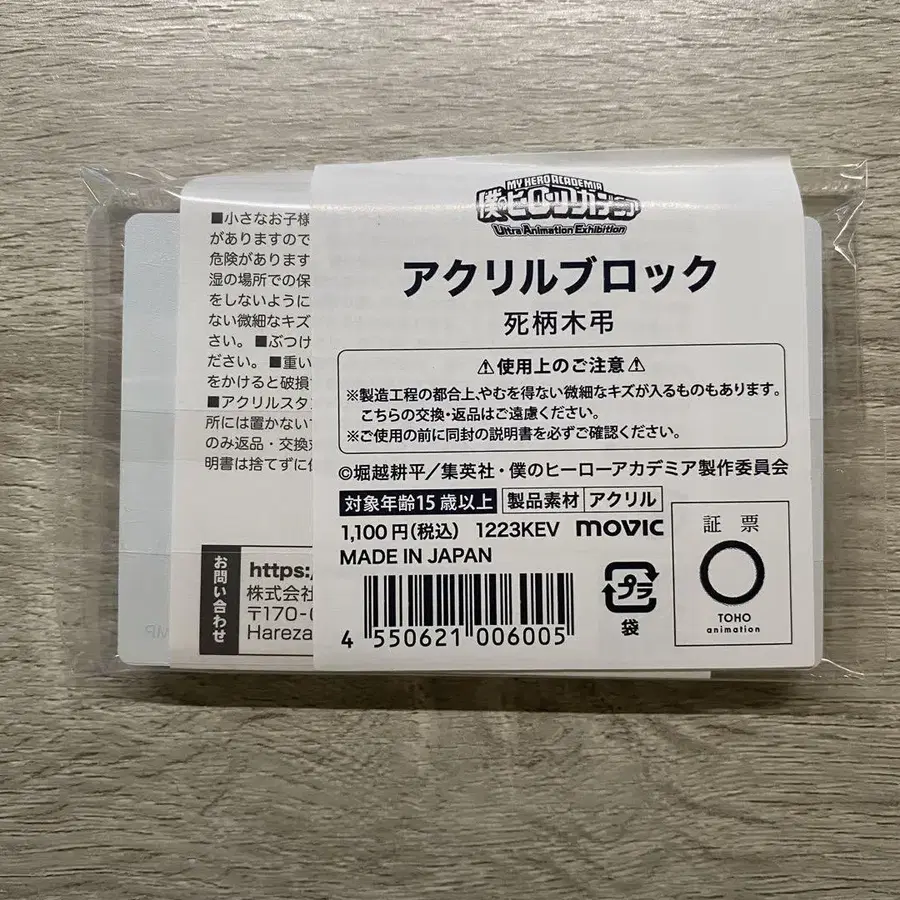 MY HERO ACADEMIA
僕のヒーローアカデミア
Ultra Animation Exhibition
アクリルブロック
死柄木弔
⚠使用上のご注意⚠
※製造工程の都合上、やむを得ない微細なキズが入るものもあります。
こちらの交換・返品はご遠慮ください。
※ご使用の前に同封の説明書を必ずご確認ください。
©堀越耕平/集英社・僕のヒーローアカデミア製作委員会
対象年齢15歳以上 製品素材 アクリル
1,100円(税込) 1223KEV movic
MADE IN JAPAN
4 550621 006005
プラ
袋
証票
TOHO
animation
■小さなお子様
がありますので
危険があります
湿の場所での保
をしないように
ない微細なキズ
さい。■ぶつけ
ださい。■重い
をかけると破損
■アクリルスタン
所には置かない
のみ返品・交換
明書は捨てずに
お問い合わせ
https:/
株式会社
〒170-
Hareza